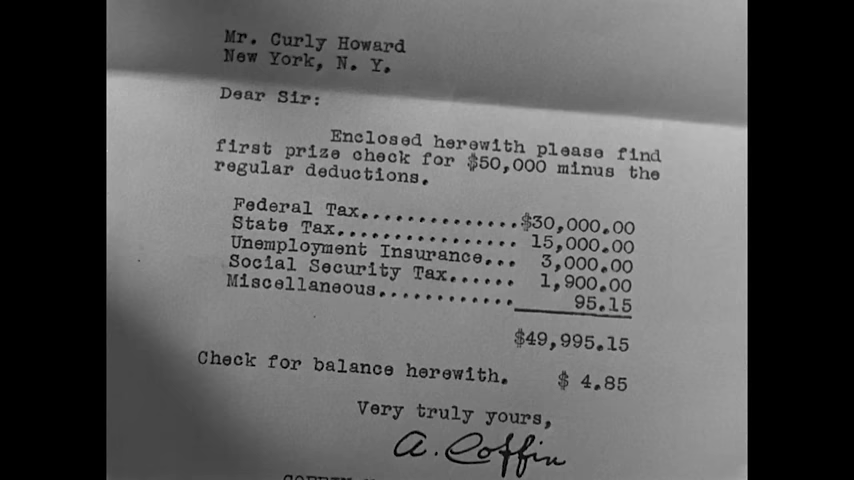 Mr. Curly Howard
New York, N. Y.
Dear Sir:
Enclosed herewith please find
first prize check for $50,000 minus the
regular deductions.
Federal Tax..............$30,000.00
State Tax................ 15,000.00
Unemployment Insurance... 3,000.00
Social Security Tax...... 1,900.00
Miscellaneous............ 95.15
$49,995.15
Check for balance herewith. $ 4.85
Very truly yours,
A. Coffin